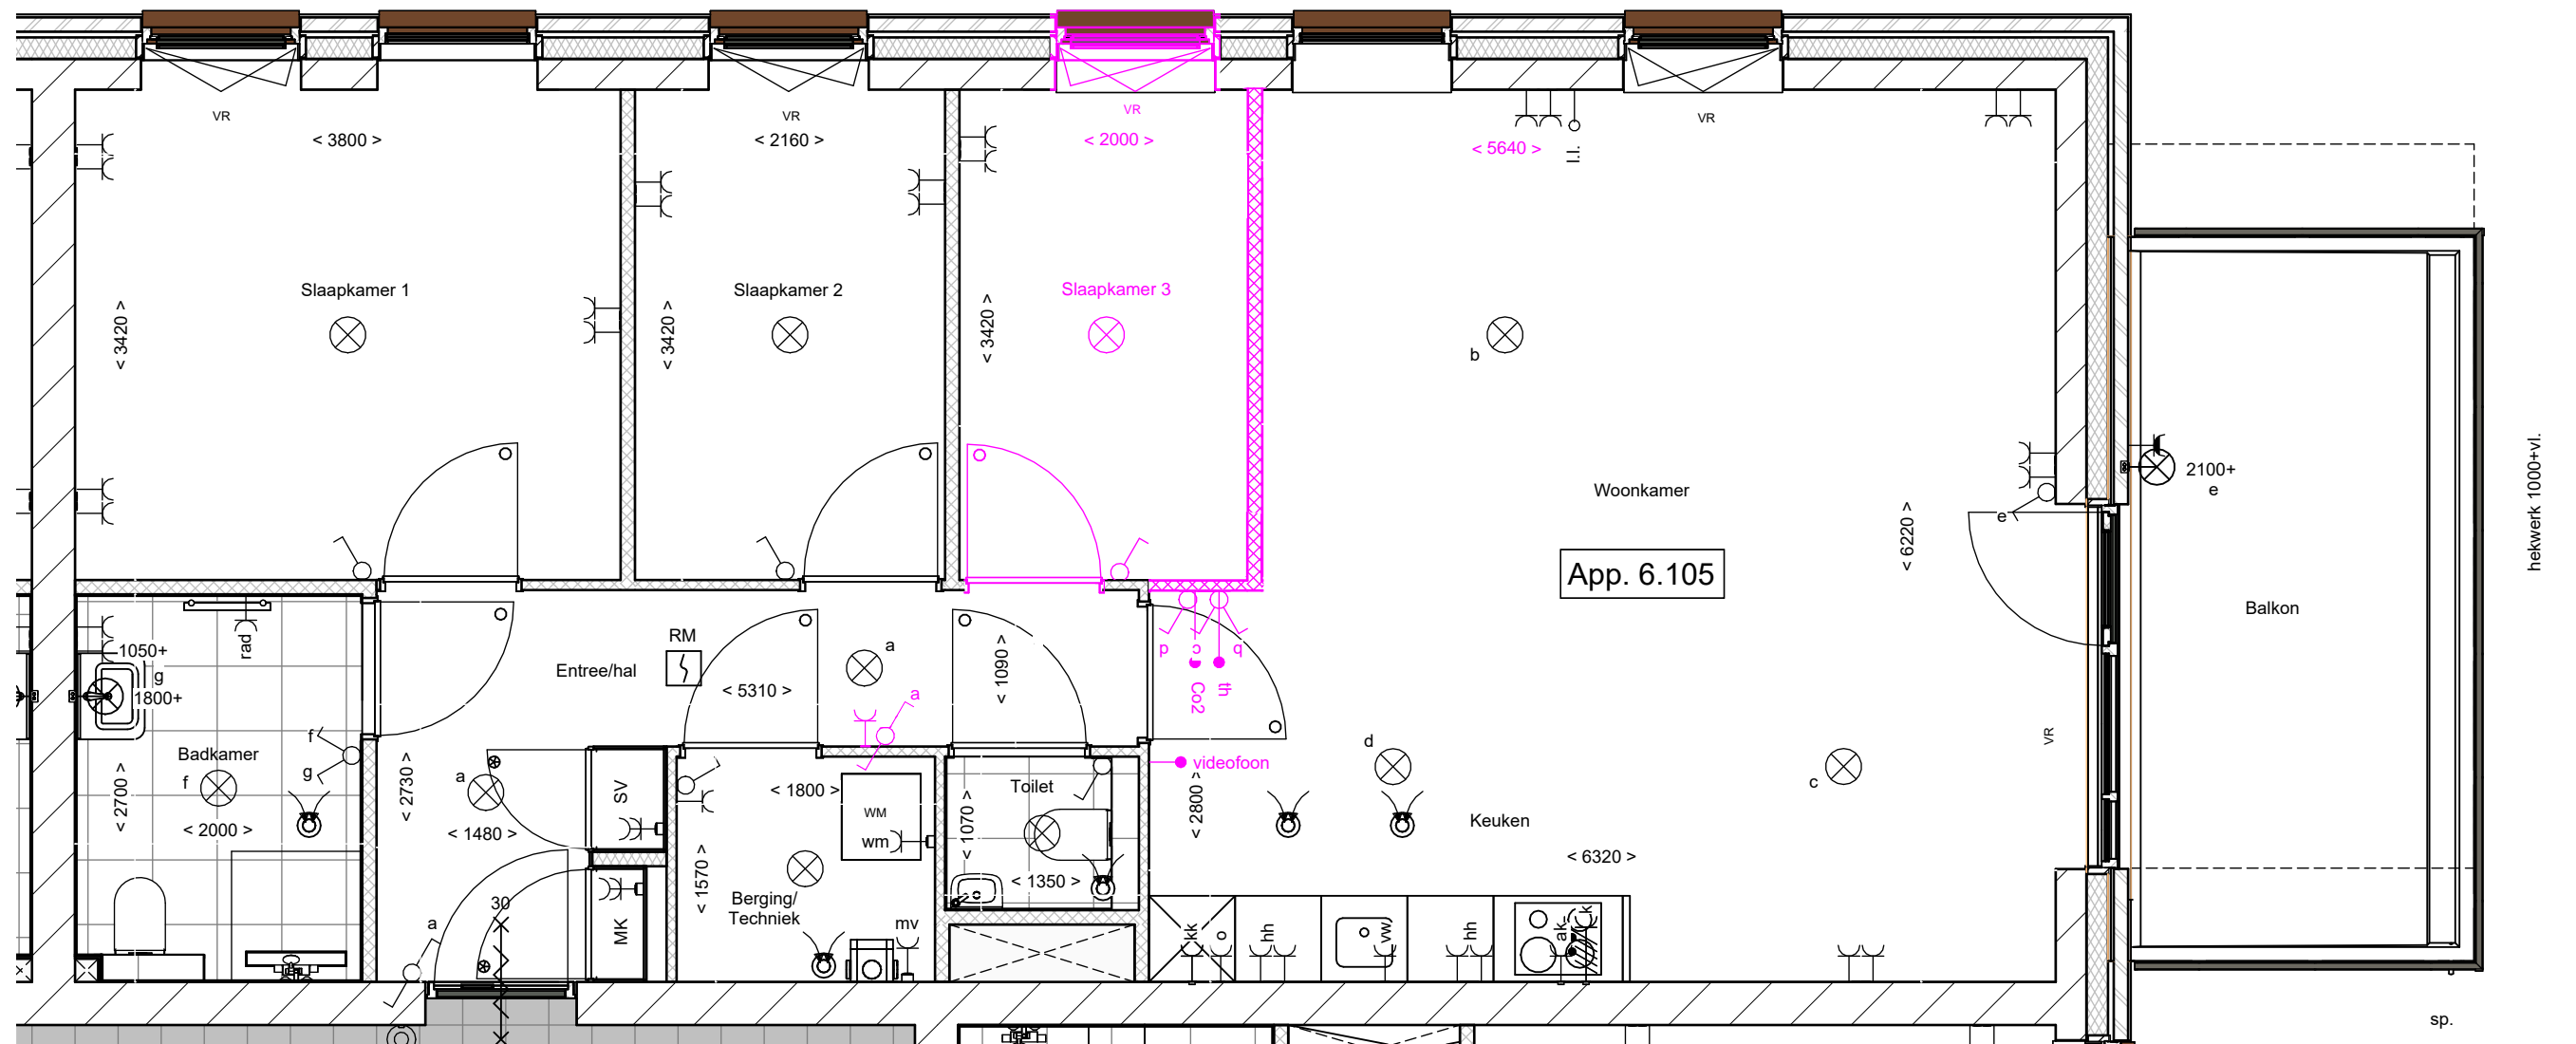 VR
VR
VR
VR
< 3800 >
< 2160 >
< 2000 >
< 5640 >
l.l.
Slaapkamer 1
Slaapkamer 2
Slaapkamer 3
< 3420 >
< 3420 >
< 3420 >
b
Woonkamer
2100+
e
e
hekwerk 1000+vl.
< 6220 >
App. 6.105
Balkon
rad
1050+
g
1800+
RM
Entree/hal
a
< 5310 >
a
< 1090 >
p
c
q
Co2
th
f
g
Badkamer
f
< 2700 >
< 2000 >
< 2730 >
a
< 1480 >
SV
< 1800 >
WM
wm
Toilet
< 1070 >
< 1350 >
videofoon
< 2800 >
d
c
VR
Keuken
< 6320 >
< 1570 >
Berging/
Techniek
mv
30
a
MK
kk
o
hh
vw
hh
ak
k
sp.